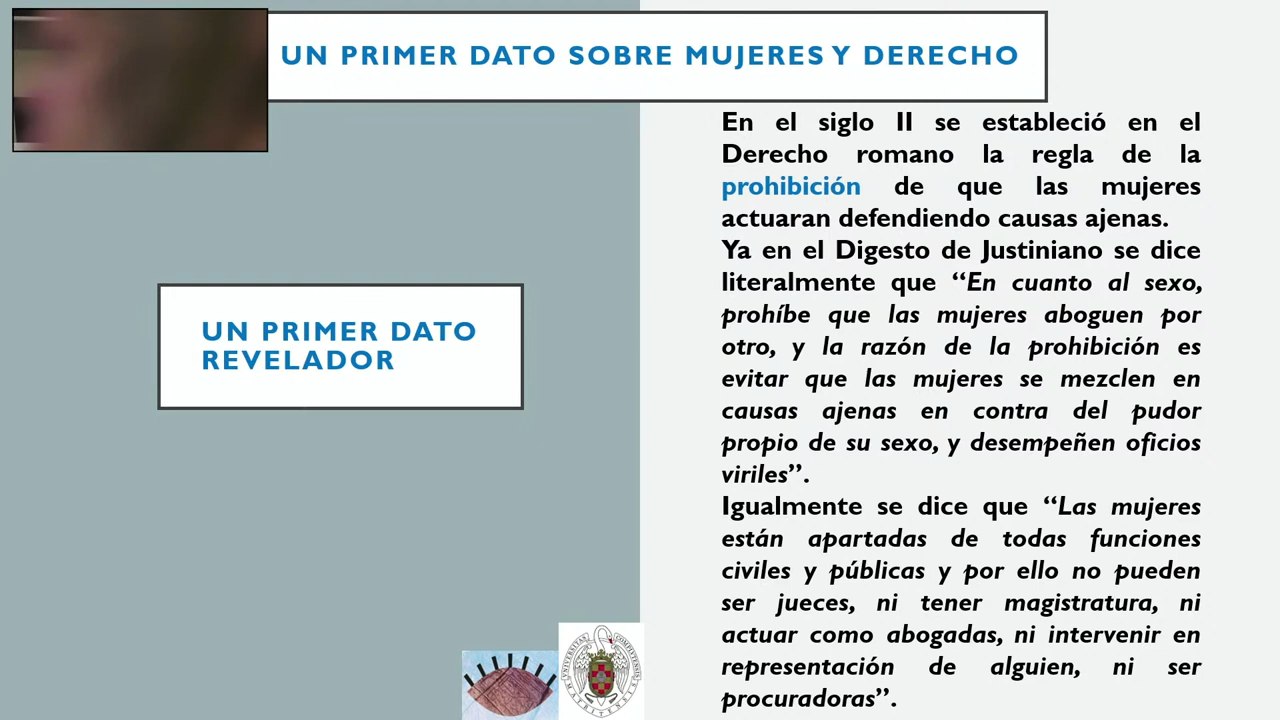 UN PRIMER DATO SOBRE MUJERES Y DERECHO
UN PRIMER DATO
REVELADOR
En el siglo II se estableció en el
Derecho romano la regla de la
prohibición de que las mujeres
actuaran defendiendo causas ajenas.
Ya en el Digesto de Justiniano se dice
literalmente que “En cuanto al sexo,
prohíbe que las mujeres aboguen por
otro, y la razón de la prohibición es
evitar que las mujeres se mezclen en
causas ajenas en contra del pudor
propio de su sexo, y desempeñen oficios
viriles”.
Igualmente se dice que “Las mujeres
están apartadas de todas funciones
civiles y públicas y por ello no pueden
ser jueces, ni tener magistratura, ni
actuar como abogadas, ni intervenir en
representación de alguien, ni ser
procuradoras”.